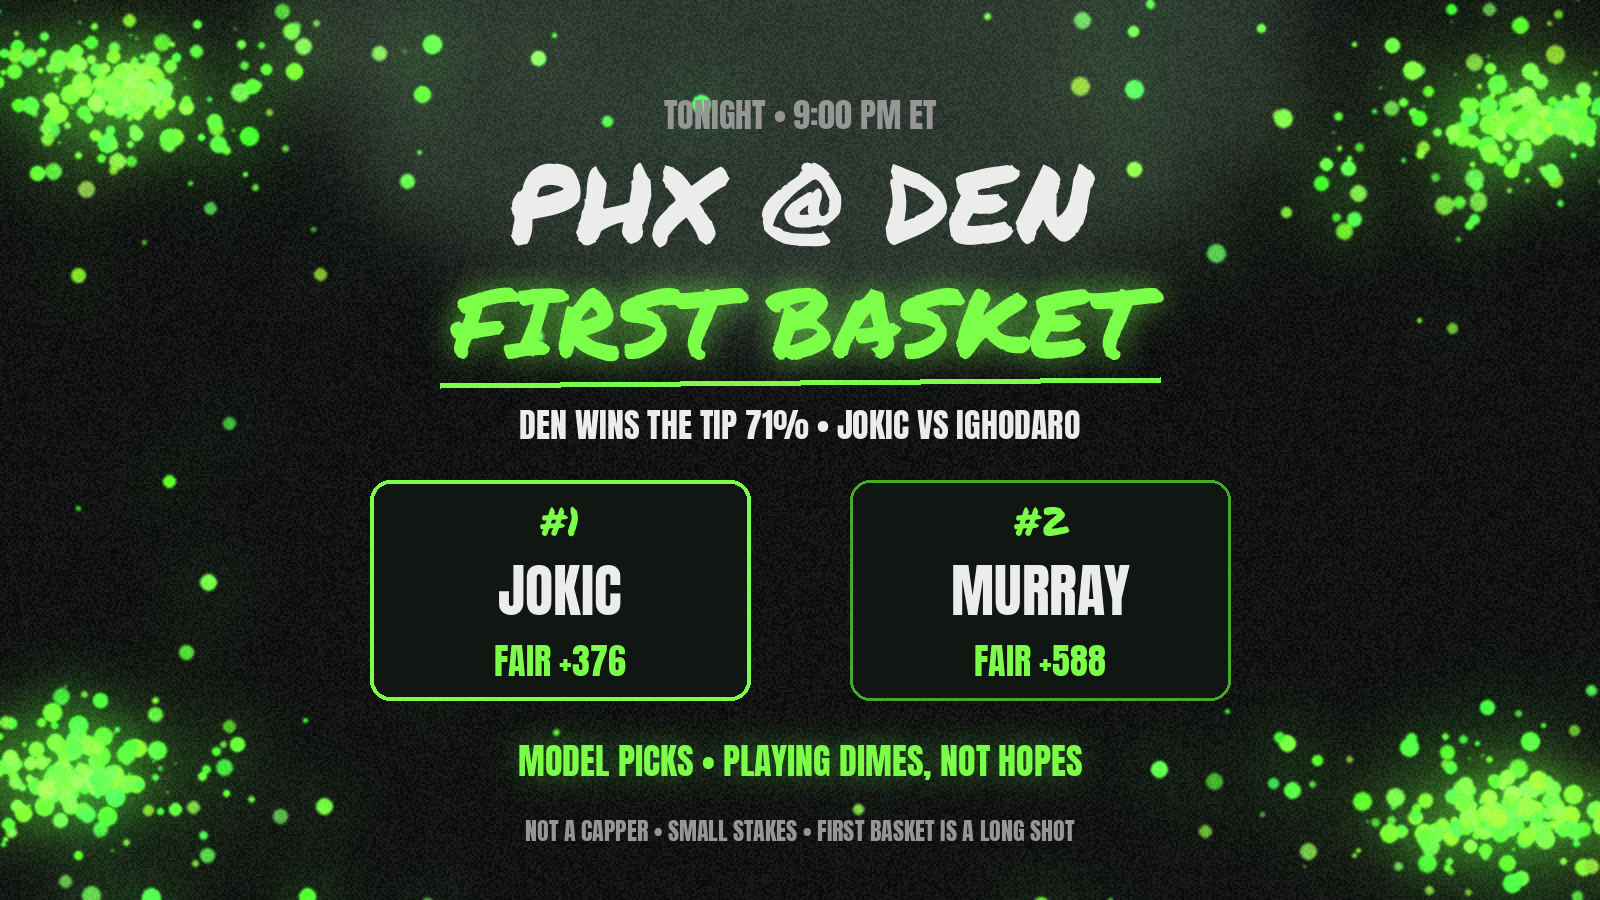 TONIGHT • 9:00 PM ET
PHX @ DEN
FIRST BASKET
DEN WINS THE TIP 71% • JOKIC VS IGHODARO
#1
JOKIC
FAIR +376
#2
MURRAY
FAIR +588
MODEL PICKS • PLAYING DIMES, NOT HOPES
NOT A CAPPER • SMALL STAKES • FIRST BASKET IS A LONG SHOT